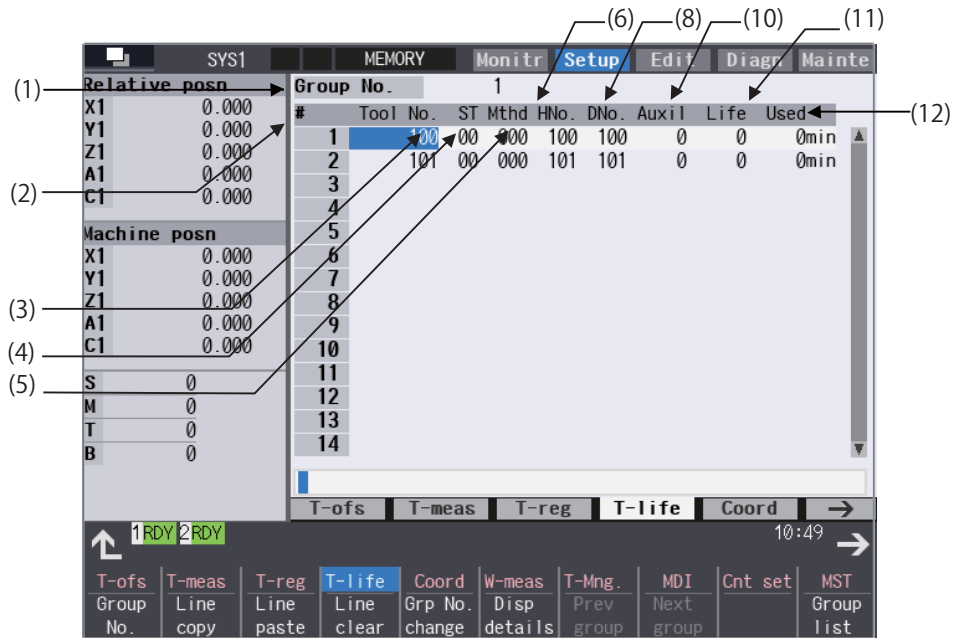 (6) (8) (10) (11)
SYS1 MEMORY Monitr Setup Edit Diagn Mainte
(1)
Relative posn
X1 0.000
Y1 0.000
Z1 0.000
A1 0.000
C1 0.000
(2)
Machine posn
X1 0.000
Y1 0.000
Z1 0.000
A1 0.000
C1 0.000
(3)
(4)
(5)
S 0
M 0
T 0
B 0
Group No. 1
# Tool No. ST Mthd HNo. DNo. Auxil Life Used
(12)
1 100 00 000 100 100 0 0 0min
2 101 00 000 101 101 0 0 0min
3
4
5
6
7
8
9
10
11
12
13
14
T-ofs T-meas T-reg T-life Coord →
1 RDY 2 RDY 10:49
T-ofs T-meas T-reg T-life Coord W-meas T-Mng. MDI Cnt set MST
Group Line Line Line Grp No. Disp Prev Next Group
No. copy paste clear change details group group list